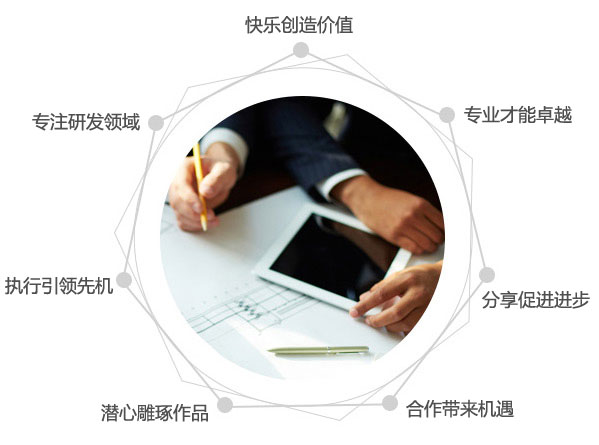 快乐创造价值
专注研发领域
专业才能卓越
执行引领先机
分享促进进步
潜心雕琢作品
合作带来机遇